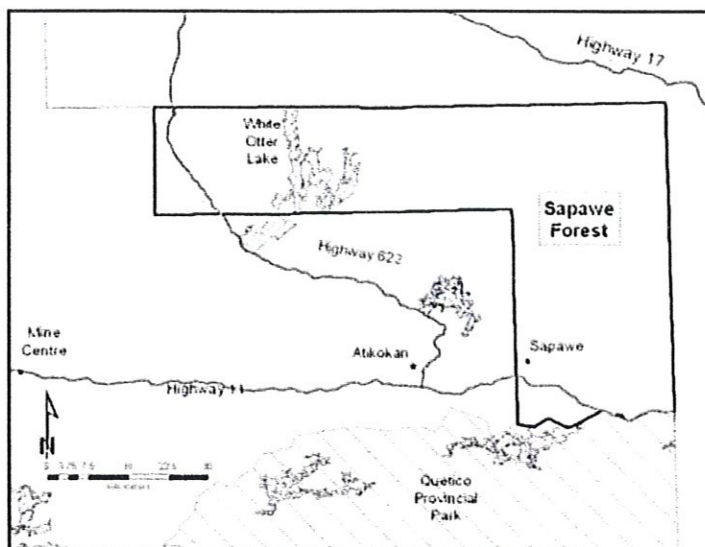 Highway 17
White
Otter
Lake
Sapawe
Forest
Highway 622
Mine
Centre
Atikokan
Sapawe
Highway 11
N
Quetico
Provincial
Park